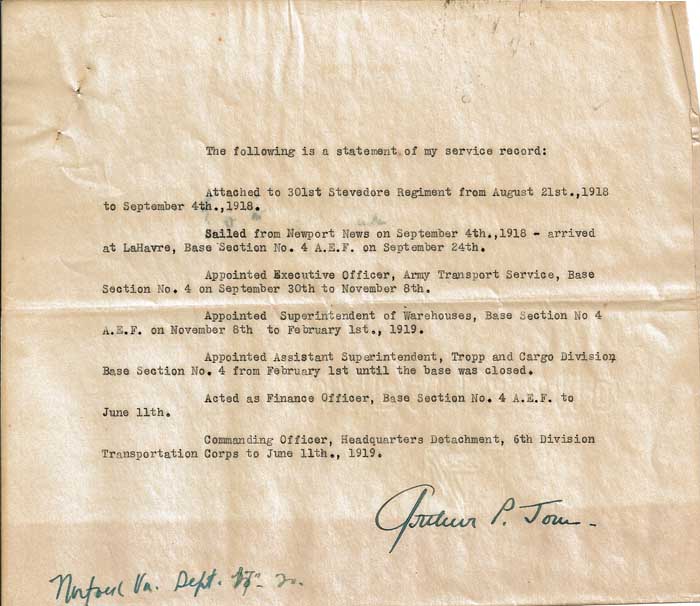 The following is a statement of my service record:
Attached to 301st Stevedore Regiment from August 21st.,1918
to September 4th.,1918.
Sailed from Newport News on September 4th.,1918 - arrived
at LaHavre, Base Section No. 4 A.E.F. on September 24th.
Appointed Executive Officer, Army Transport Service, Base
Section No. 4 on September 30th to November 8th.
Appointed Superintendent of Warehouses, Base Section No 4
A.E.F. on November 8th to February 1st., 1919.
Appointed Assistant Superintendent, Tropp and Cargo Division
Base Section No. 4 from February 1st until the base was closed.
Acted as Finance Officer, Base Section No. 4 A.E.F. to
June 11th.
Commanding Officer, Headquarters Detachment, 6th Division
Transportation Corps to June 11th., 1919.
Arthur P.
Va. Sept.